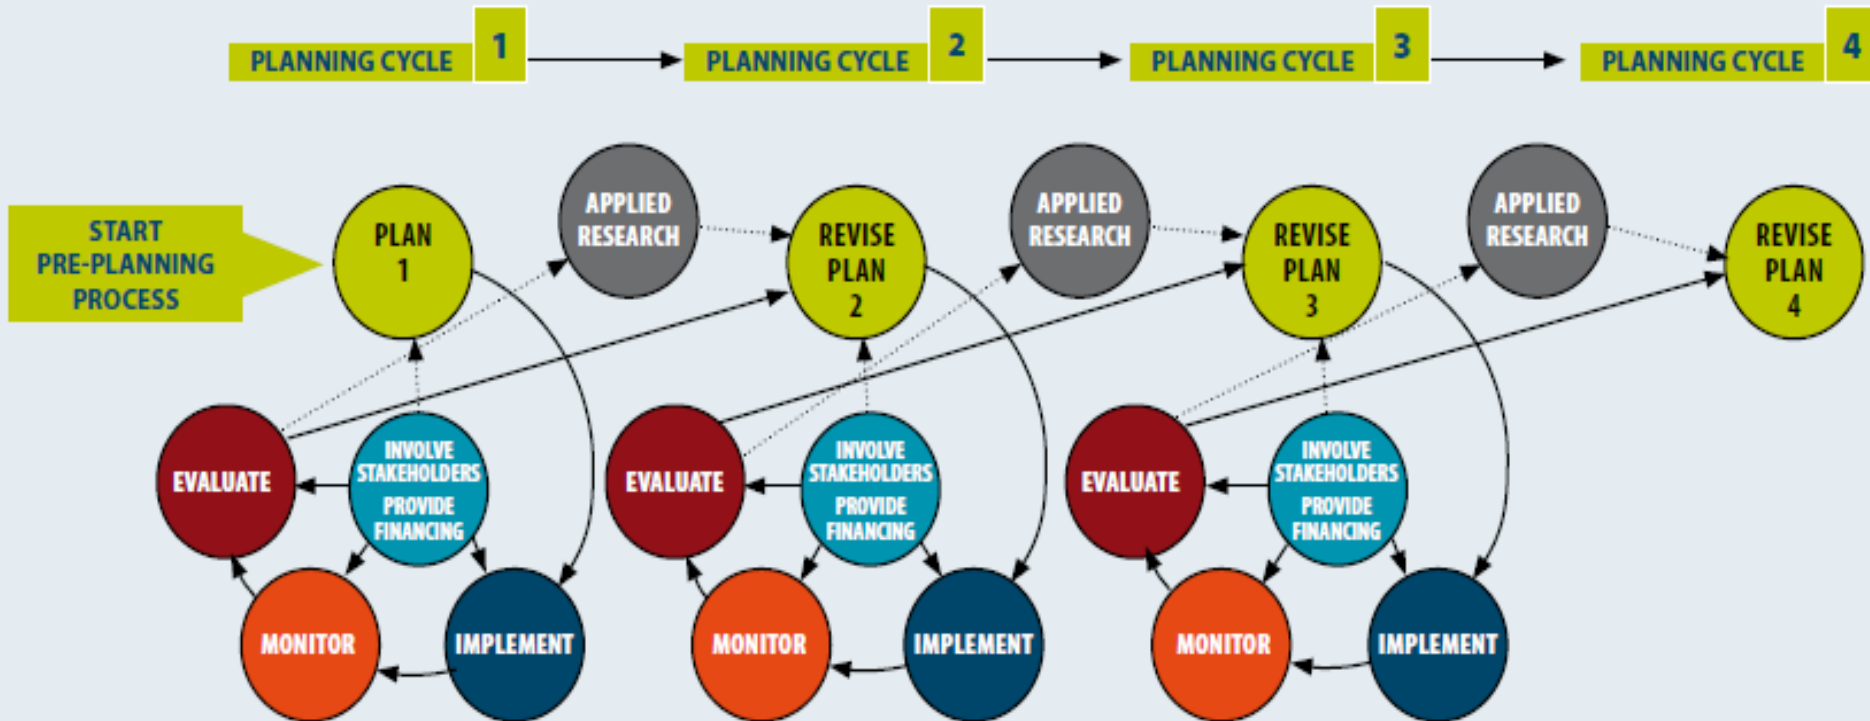 PLANNING CYCLE 1
PLANNING CYCLE 2
PLANNING CYCLE 3
PLANNING CYCLE 4
START
PRE-PLANNING
PROCESS
PLAN
1
APPLIED
RESEARCH
REVISE
PLAN
2
APPLIED
RESEARCH
REVISE
PLAN
3
APPLIED
RESEARCH
REVISE
PLAN
4
EVALUATE
INVOLVE
STAKEHOLDERS
PROVIDE
FINANCING
EVALUATE
INVOLVE
STAKEHOLDERS
PROVIDE
FINANCING
EVALUATE
INVOLVE
STAKEHOLDERS
PROVIDE
FINANCING
MONITOR
IMPLEMENT
MONITOR
IMPLEMENT
MONITOR
IMPLEMENT